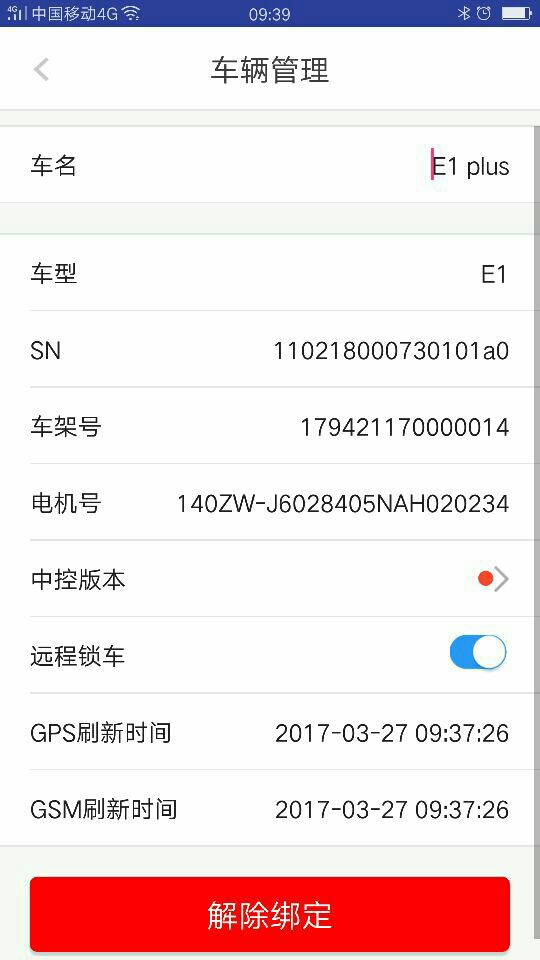 4G 中国移动4G 09:39
车辆管理
车名 E1 plus
车型 E1
SN 110218000730101a0
车架号 179421170000014
电机号 140ZW-J6028405NAH020234
中控版本
远程锁车
GPS刷新时间 2017-03-27 09:37:26
GSM刷新时间 2017-03-27 09:37:26
解除绑定